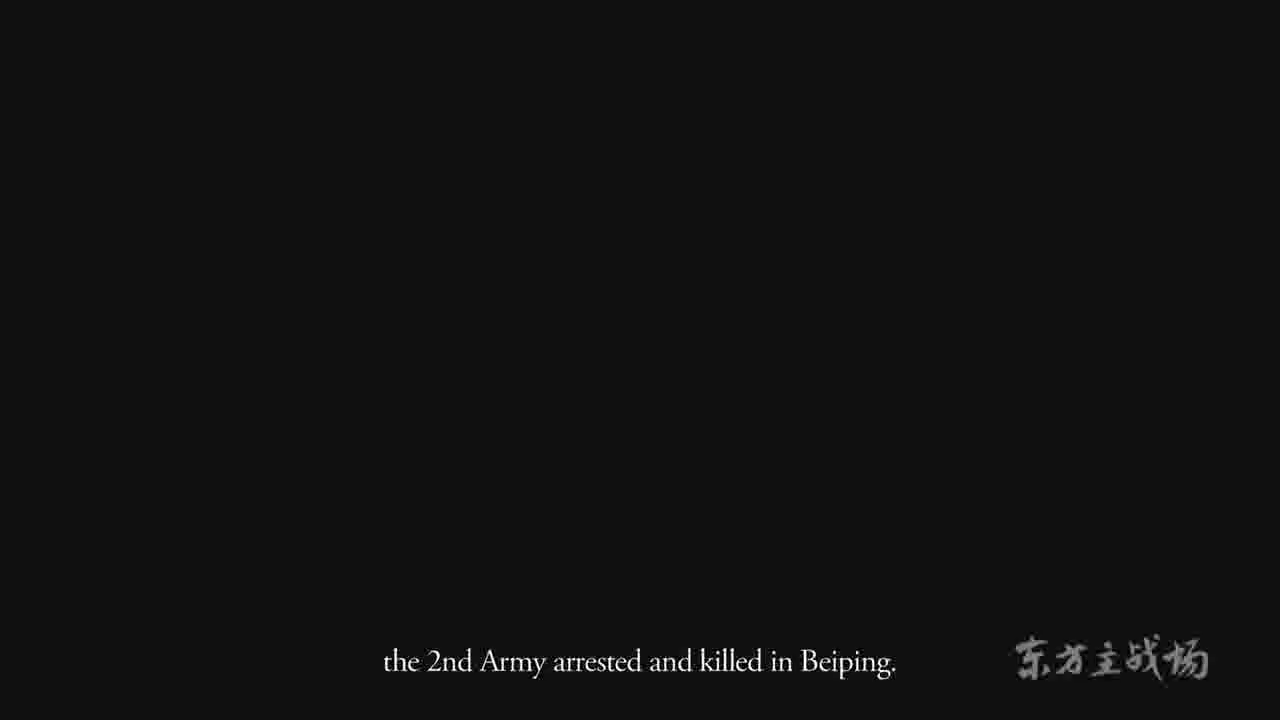 the 2nd Army arrested and killed in Beiping.
东方主战场